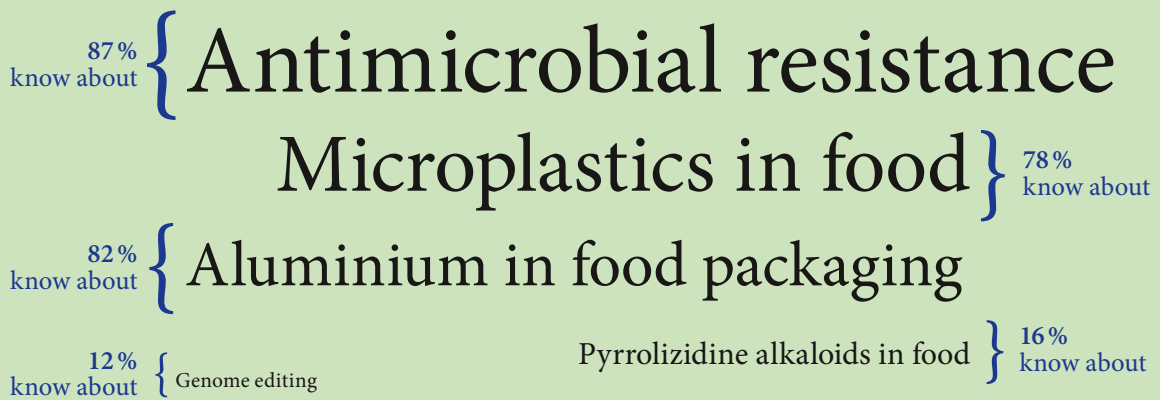 87 %
know about
Antimicrobial resistance
Microplastics in food
78 %
know about
82 %
know about
Aluminium in food packaging
Pyrrolizidine alkaloids in food
16 %
know about
12 %
know about
Genome editing